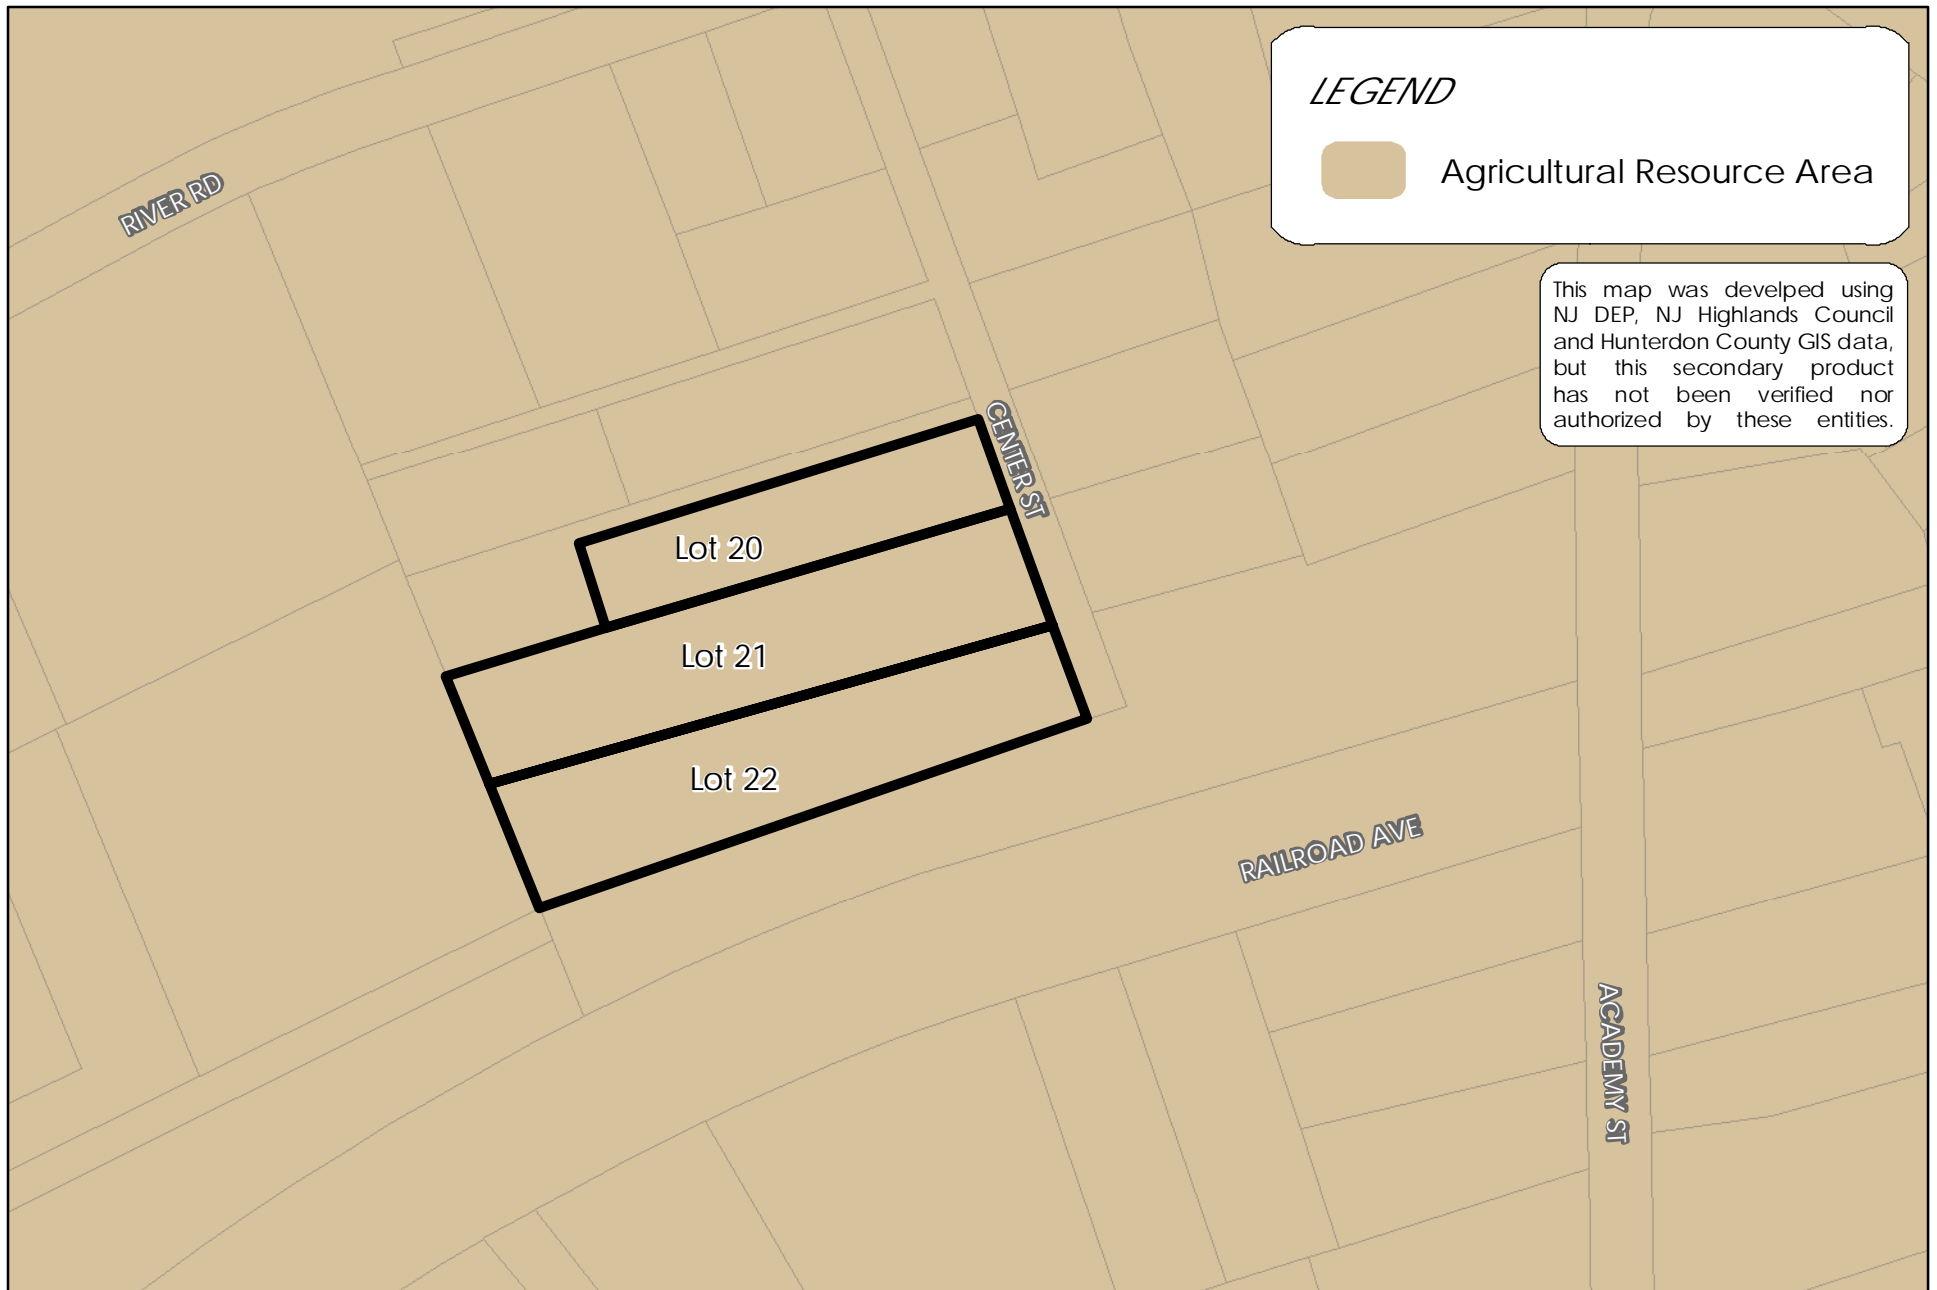 LEGEND
Agricultural Resource Area
This map was develped using
NJ DEP, NJ Highlands Council
and Hunterdon County GIS data,
but this secondary product
has not been verified nor
authorized by these entities.
RIVER RD
CENTER ST
Lot 20
Lot 21
Lot 22
RAILROAD AVE
ACADEMY ST